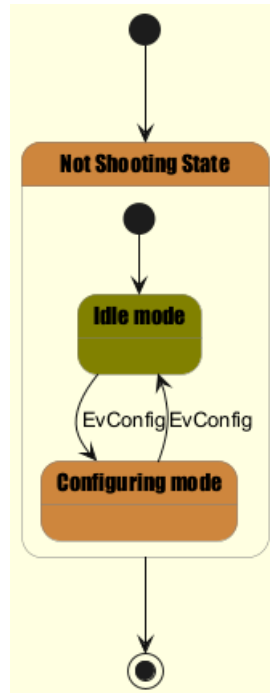 Not Shooting State
Idle mode
EvConfig EvConfig
Configuring mode